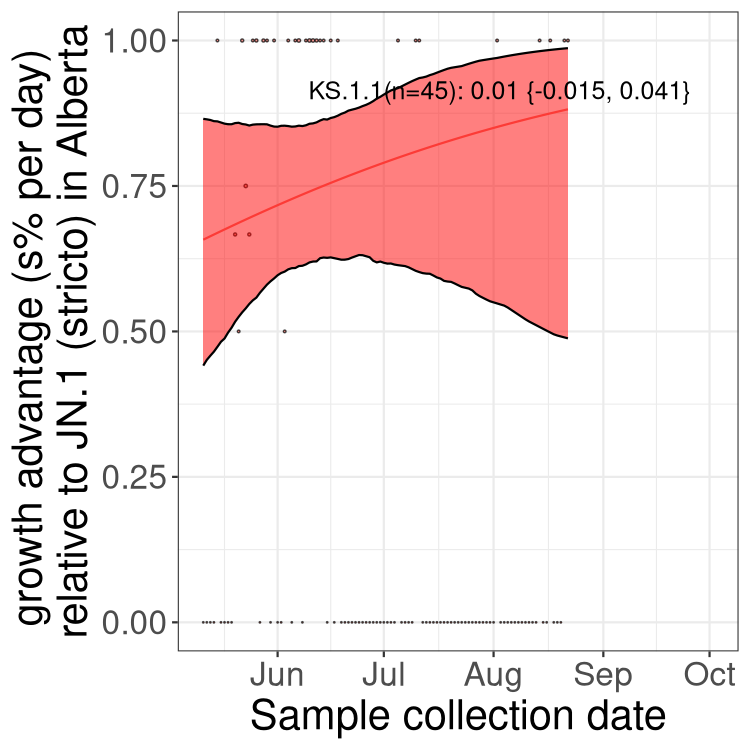 growth advantage (s% per day)
relative to JN.1 (stricto) in Alberta
1.00
0.75
0.50
0.25
0.00
KS.1.1(n=45): 0.01 {-0.015, 0.041}
Jun Jul Aug Sep Oct
Sample collection date